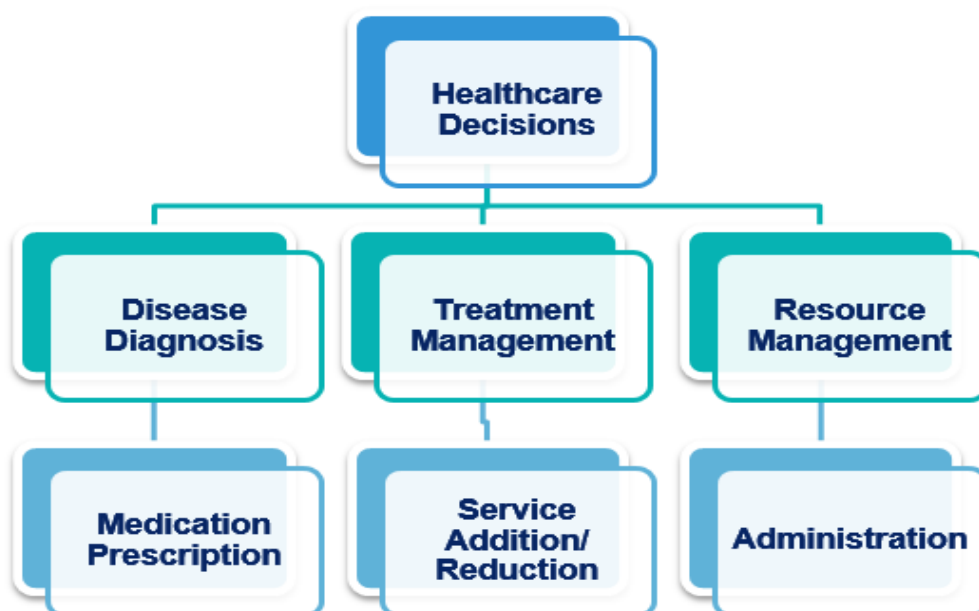 Healthcare
Decisions
Disease
Diagnosis
Treatment
Management
Resource
Management
Medication
Prescription
Service
Addition/
Reduction
Administration